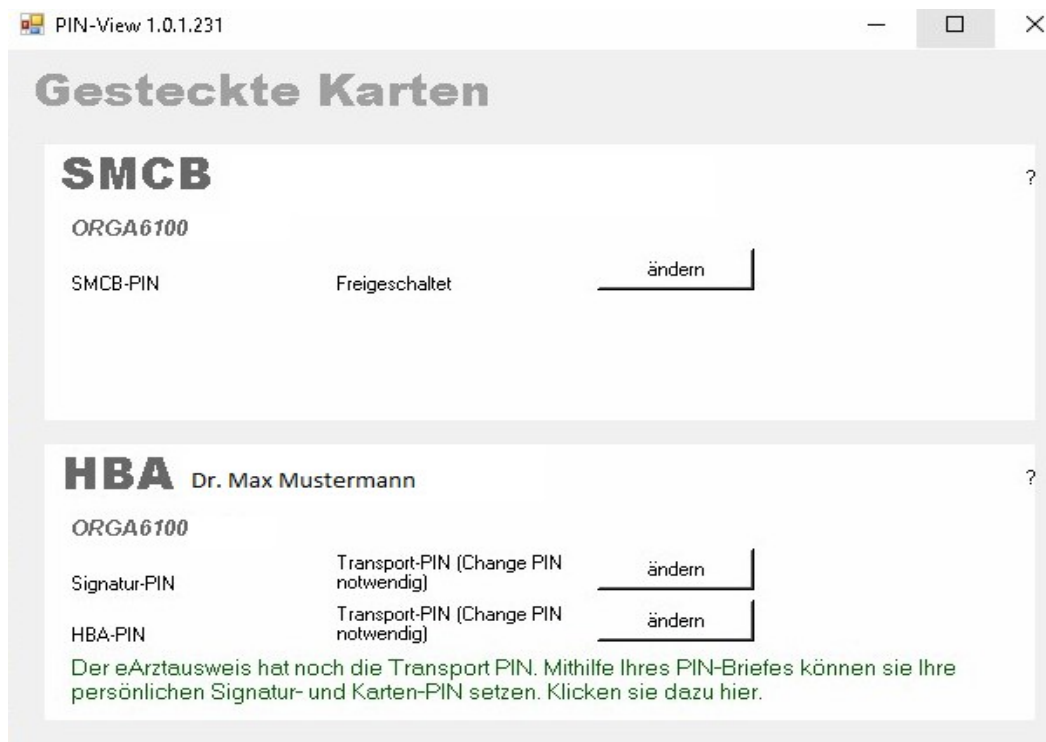 PIN-View 1.0.1.231
Gesteckte Karten
SMCB
?
ORGA6100
SMCB-PIN Freigeschaltet ändern
HBA Dr. Max Mustermann
?
ORGA6100
Signatur-PIN Transport-PIN (Change PIN
notwendig) ändern
HBA-PIN Transport-PIN (Change PIN
notwendig) ändern
Der eArztausweis hat noch die Transport PIN. Mithilfe Ihres PIN-Briefes können sie Ihre
persönlichen Signatur- und Karten-PIN setzen. Klicken sie dazu hier.